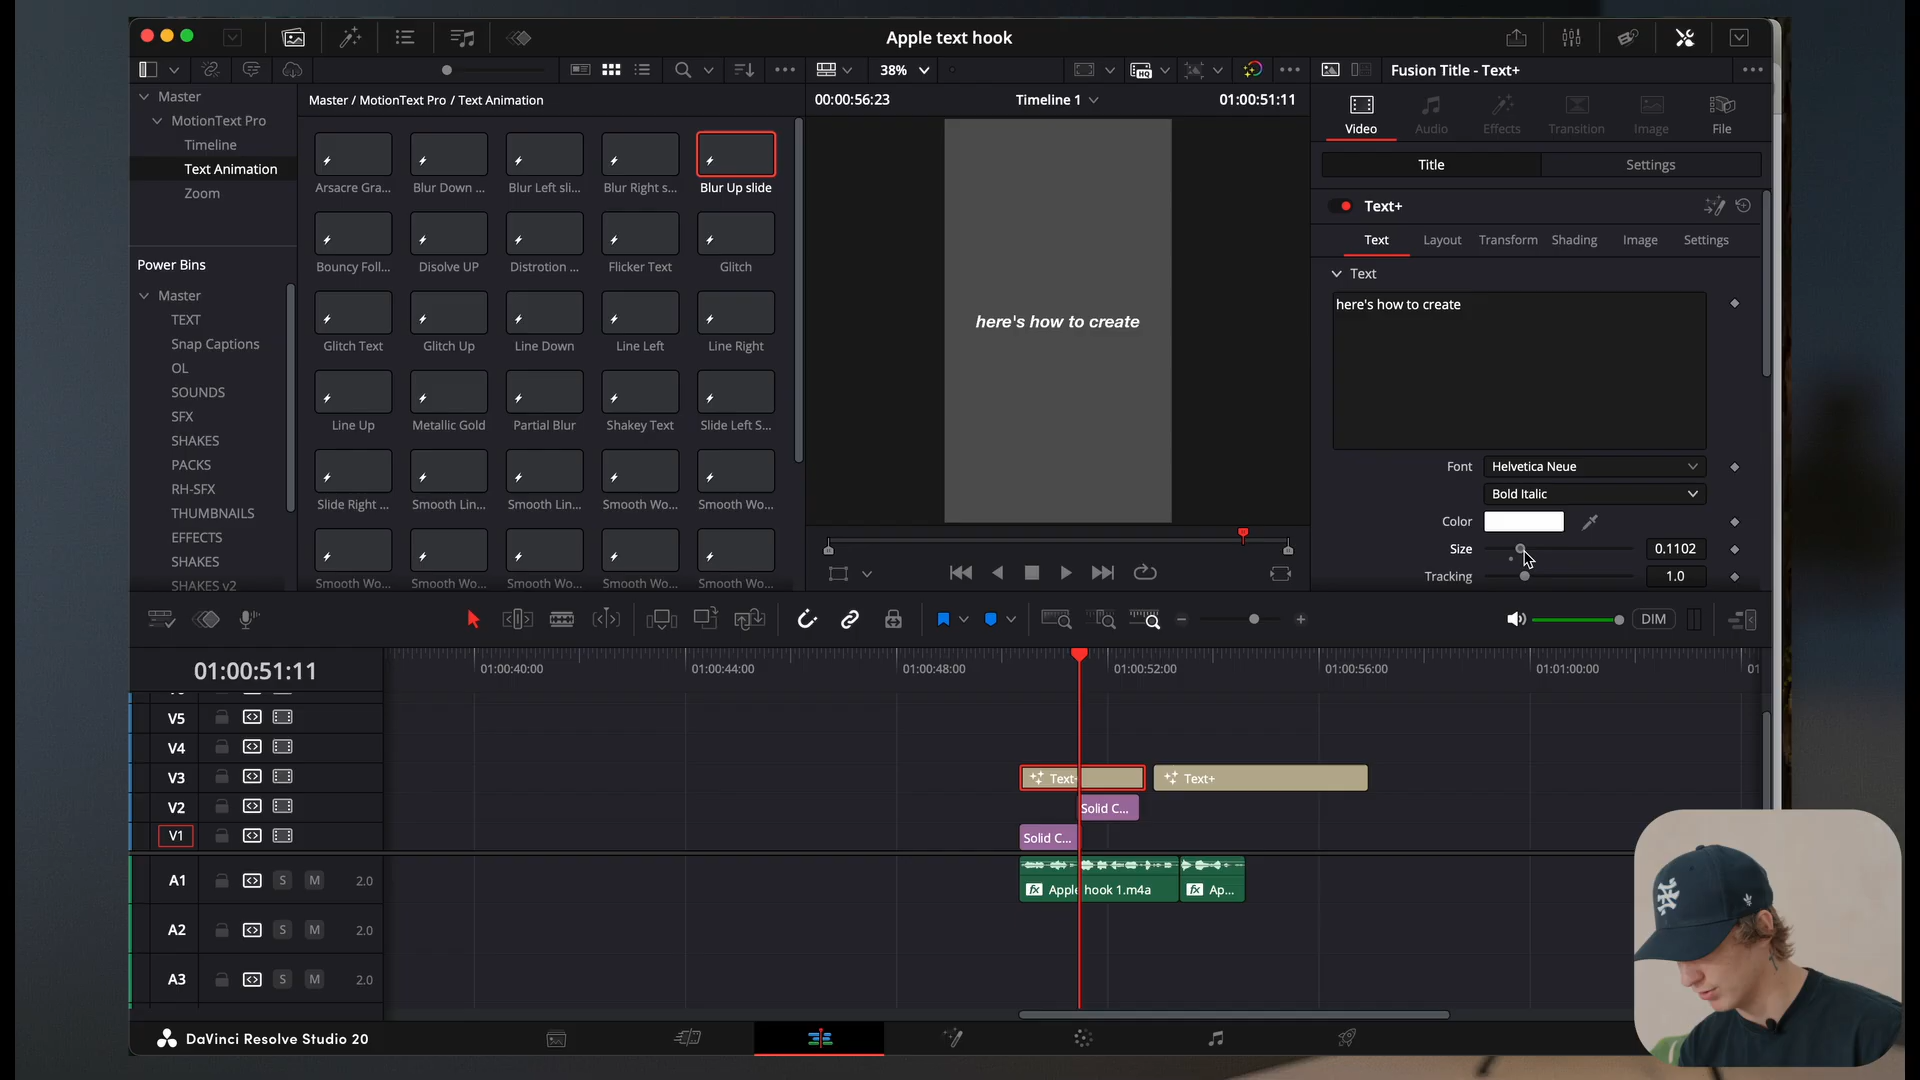 Apple text hook
38%
Fusion Title - Text+
Master
MotionText Pro
Timeline
Text Animation
Zoom
Master / MotionText Pro / Text Animation
00:00:56:23
Timeline 1
01:00:51:11
Video
Audio
Effects
Transition
Image
File
Title
Settings
Arsacre Gra...
Blur Down ...
Blur Left sli...
Blur Right s...
Blur Up slide
Bouncy Foll...
Disolve UP
Distrotion ...
Flicker Text
Glitch
Glitch Text
Glitch Up
Line Down
Line Left
Line Right
Line Up
Metallic Gold
Partial Blur
Shakey Text
Slide Left S...
Slide Right ...
Smooth Lin...
Smooth Lin...
Smooth Wo...
Smooth Wo...
Smooth Wo...
Smooth Wo...
Smooth Wo...
Smooth Wo...
Smooth Wo...
Power Bins
Master
TEXT
Snap Captions
OL
SOUNDS
SFX
SHAKES
PACKS
RH-SFX
THUMBNAILS
EFFECTS
SHAKES
SHAKES v2
here's how to create
Text+
Text
Layout
Transform
Shading
Image
Settings
Text
here's how to create
Font
Helvetica Neue
Bold Italic
Color
Size
0.1102
Tracking
1.0
HQ
DIM
01:00:51:11
01:00:40:00
01:00:44:00
01:00:48:00
01:00:52:00
01:00:56:00
01:01:00:00
01
V5
V4
V3
Text
Text+
V2
Solid C...
V1
Solid C...
A1
S
M
2.0
fx
Apple hook 1.m4a
fx
Ap...
A2
S
M
2.0
A3
S
M
2.0
DaVinci Resolve Studio 20